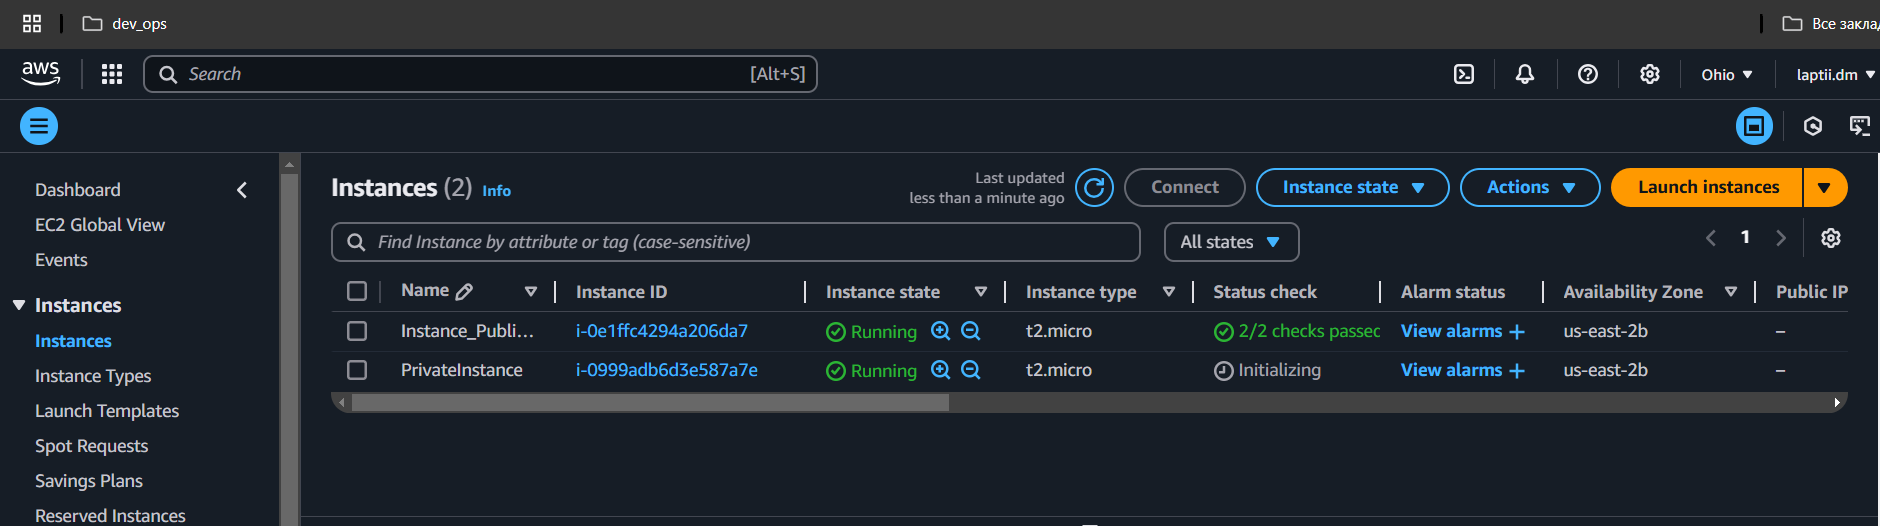 dev_ops
Все заклад
aws
Search [Alt+S]
Ohio
laptii.dm
Dashboard
EC2 Global View
Events
Instances
Instances
Instance Types
Launch Templates
Spot Requests
Savings Plans
Reserved Instances
Instances (2) Info
Last updated
less than a minute ago
Connect
Instance state
Actions
Launch instances
Find Instance by attribute or tag (case-sensitive)
All states
1
Name Instance ID Instance state Instance type Status check Alarm status Availability Zone Public IP
Instance_Publi... i-0e1ffc4294a206da7 Running t2.micro 2/2 checks passec View alarms + us-east-2b –
PrivateInstance i-0999adb6d3e587a7e Running t2.micro Initializing View alarms + us-east-2b –